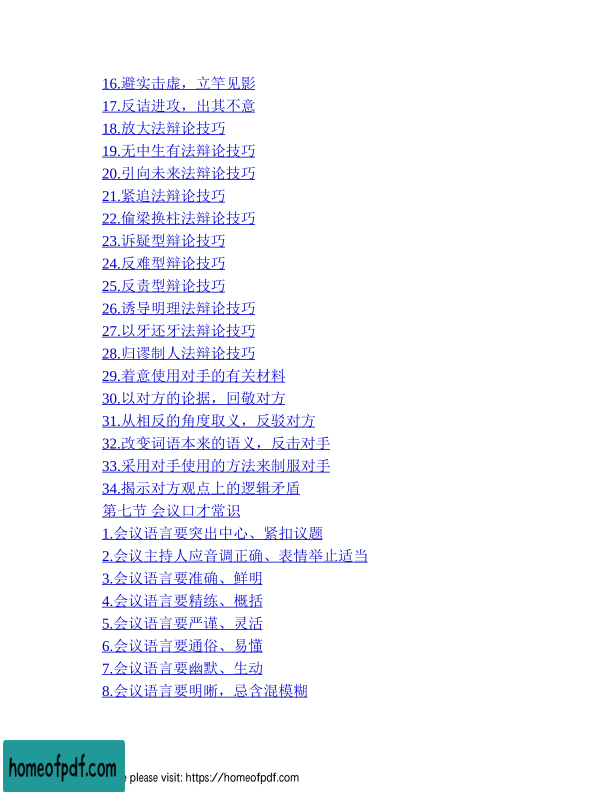 16.避实击虚，立竿见影
17.反诘进攻，出其不意
18.放大法辩论技巧
19.无中生有法辩论技巧
20.引向未来法辩论技巧
21.紧追法辩论技巧
22.偷梁换柱法辩论技巧
23.诉疑型辩论技巧
24.反难型辩论技巧
25.反责型辩论技巧
26.诱导明理法辩论技巧
27.以牙还牙法辩论技巧
28.归谬制人法辩论技巧
29.着意使用对手的有关材料
30.以对方的论据，回敬对方
31.从相反的角度取义，反驳对方
32.改变词语本来的语义，反击对手
33.采用对手使用的方法来制服对手
34.揭示对方观点上的逻辑矛盾
第七节 会议口才常识
1.会议语言要突出中心、紧扣议题
2.会议主持人应音调正确、表情举止适当
3.会议语言要准确、鲜明
4.会议语言要精练、概括
5.会议语言要严谨、灵活
6.会议语言要通俗、易懂
7.会议语言要幽默、生动
8.会议语言要明晰，忌含混模糊
homeofpdf.com
please visit: https://homeofpdf.com